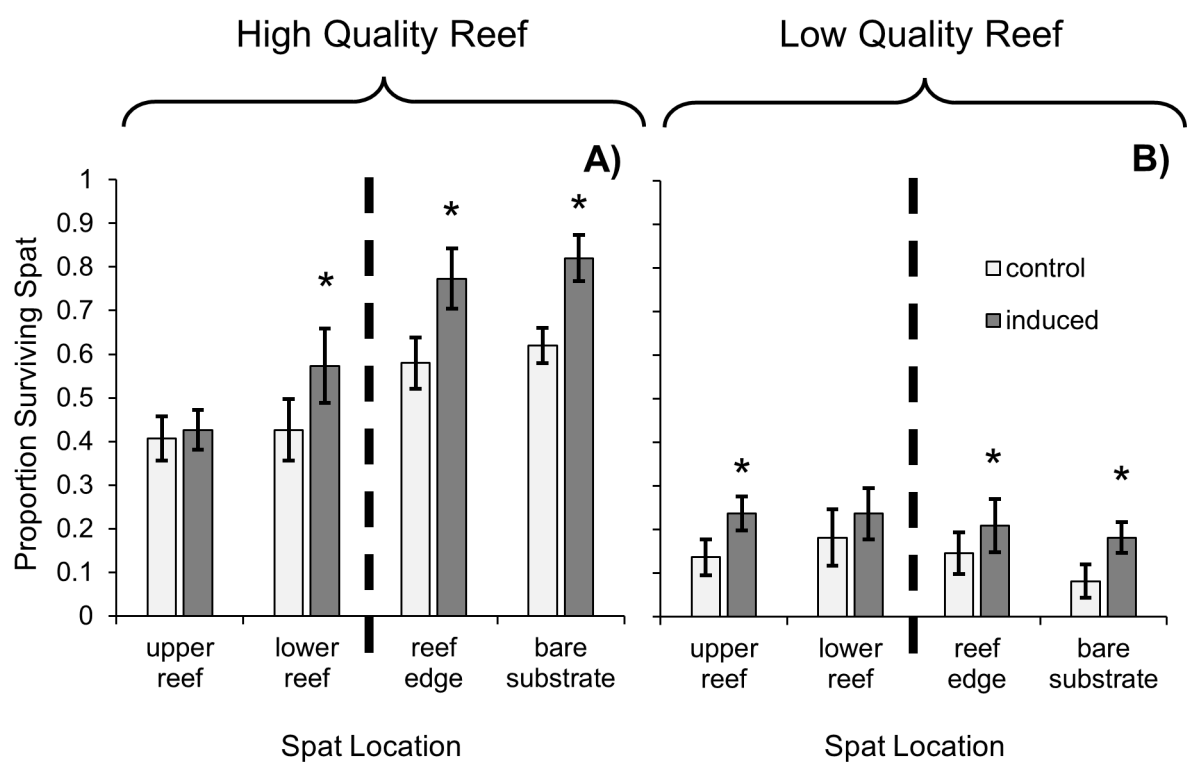 High Quality Reef
Low Quality Reef
A)
B)
Proportion Surviving Spat
1
0.9
0.8
0.7
0.6
0.5
0.4
0.3
0.2
0.1
0
*
*
*
*
*
*
control
induced
upper
reef
lower
reef
reef
edge
bare
substrate
upper
reef
lower
reef
reef
edge
bare
substrate
Spat Location
Spat Location